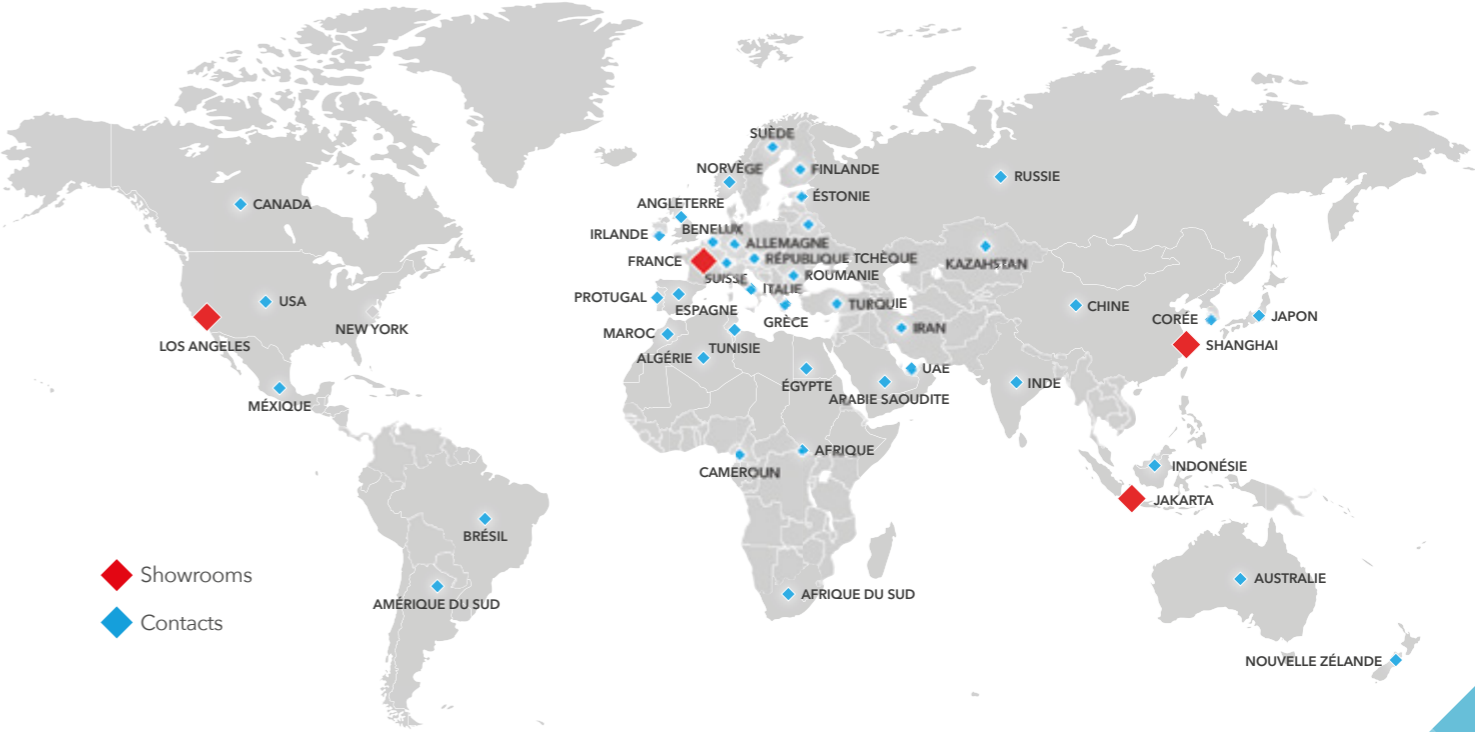 SUÈDE
NORVÈGE
FINLANDE
RUSSIE
CANADA
ANGLETERRE
ÉSTONIE
IRLANDE
BENELUX
ALLEMAGNE
FRANCE
RÉPUBLIQUE TCHÈQUE
KAZAHSTAN
SUISSE
ROUMANIE
ITALIE
PROTUGAL
ESPAGNE
TURQUIE
USA
CHINE
GRÈCE
CORÉE
JAPON
NEW YORK
MAROC
IRAN
LOS ANGELES
TUNISIE
SHANGHAI
ALGÉRIE
UAE
ÉGYPTE
INDE
ARABIE SAOUDITE
MÉXIQUE
AFRIQUE
CAMEROUN
INDONÉSIE
JAKARTA
BRÉSIL
AMÉRIQUE DU SUD
AFRIQUE DU SUD
AUSTRALIE
NOUVELLE ZÉLANDE
Showrooms
Contacts